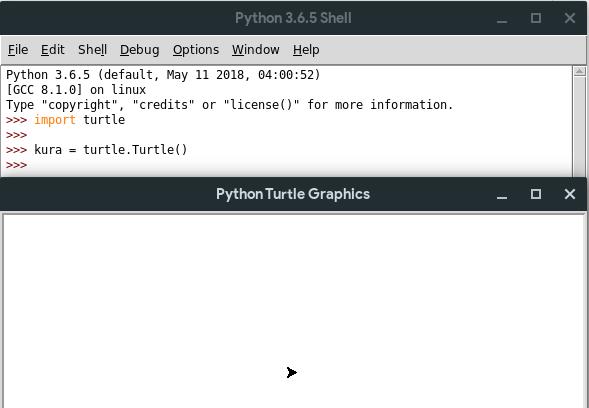 Python 3.6.5 Shell
File Edit Shell Debug Options Window Help
Python 3.6.5 (default, May 11 2018, 04:00:52)
[GCC 8.1.0] on linux
Type "copyright", "credits" or "license()" for more information.
>>> import turtle
>>>
>>> kura = turtle.Turtle()
>>>
Python Turtle Graphics